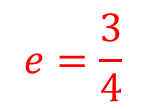 e = 3/4